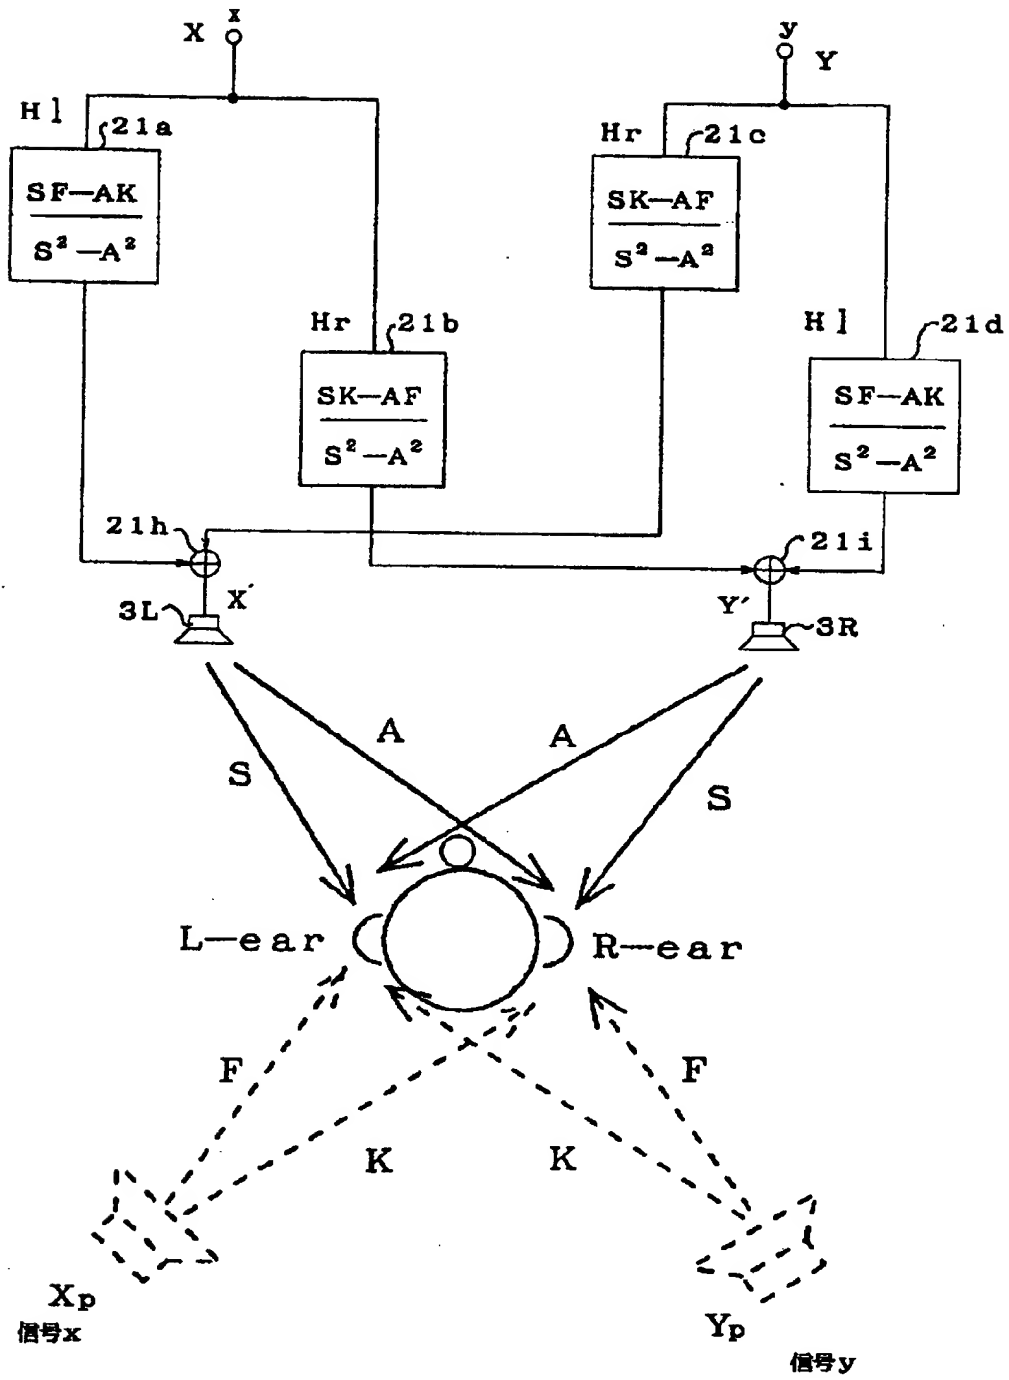 x
X
y
Y
Hl
21a
SF—AK
S² —A²
Hr
21c
SK—AF
S² —A²
Hr
21b
SK—AF
S² —A²
Hl
21d
SF—AK
S² —A²
21h
X′
3L
21i
Y′
3R
A
A
S
S
L—ear
R—ear
F
F
K
K
Xp
信号x
Yp
信号y